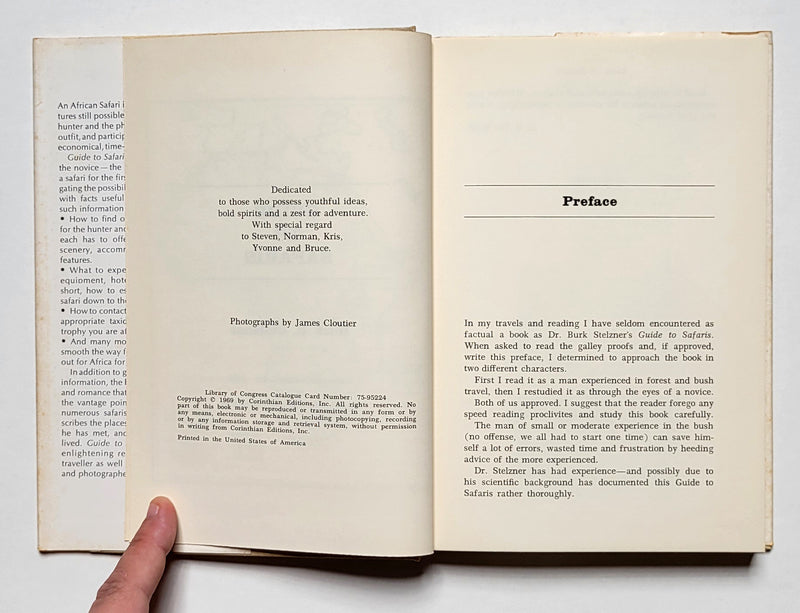 An African Safari i
tures still possible
hunter and the ph
outfit, and particip
economical, time-
Guide to Safari
the novice — the
a safari for the firs
gating the possibil
with facts useful
such information
• How to find o
for the hunter and
each has to offe
scenery, accomm
features.
• What to expe
equipment, hote
short, how to es
safari down to the
• How to contact
appropriate taxid
trophy you are al
• And many mo
smooth the way f
out for Africa for
In addition to g
information, the b
and romance tha
the vantage point
numerous safaris
scribes the places
he has met, and
lived. Guide to
enlightening re
traveller as well
and photographe
Dedicated
to those who possess youthful ideas,
bold spirits and a zest for adventure.
With special regard
to Steven, Norman, Kris,
Yvonne and Bruce.
Photographs by James Cloutier
Library of Congress Catalogue Card Number: 75-95224
Copyright © 1969 by Corinthian Editions, Inc. All rights reserved. No
part of this book may be reproduced or transmitted in any form or by
any means, electronic or mechanical, including photocopying, recording
or by any information storage and retrieval system, without permission
in writing from Corinthian Editions, Inc.
Printed in the United States of America
Preface
In my travels and reading I have seldom encountered as
factual a book as Dr. Burk Stelzner's Guide to Safaris.
When asked to read the galley proofs and, if approved,
write this preface, I determined to approach the book in
two different characters.
First I read it as a man experienced in forest and bush
travel, then I restudied it as through the eyes of a novice.
Both of us approved. I suggest that the reader forego any
speed reading proclivites and study this book carefully.
The man of small or moderate experience in the bush
(no offense, we all had to start one time) can save him-
self a lot of errors, wasted time and frustration by heeding
advice of the more experienced.
Dr. Stelzner has had experience—and possibly due to
his scientific background has documented this Guide to
Safaris rather thoroughly.